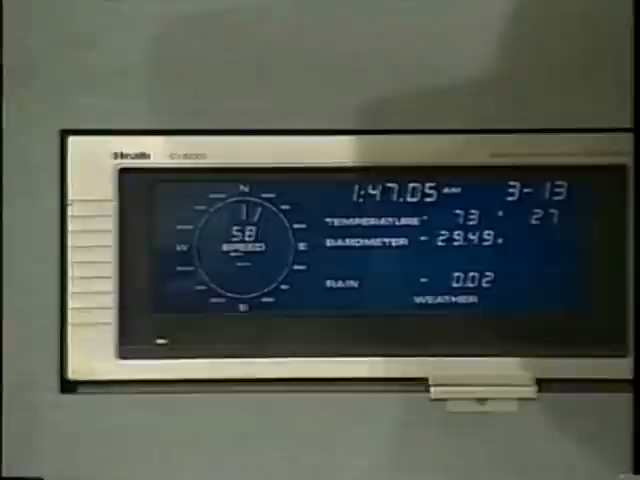 Heath
N
1:47.05 AM 3-13
TEMPERATURE 73 ° 27
58
SPEED
W E
BAROMETER - 29.49
RAIN - 0.02
WEATHER
S